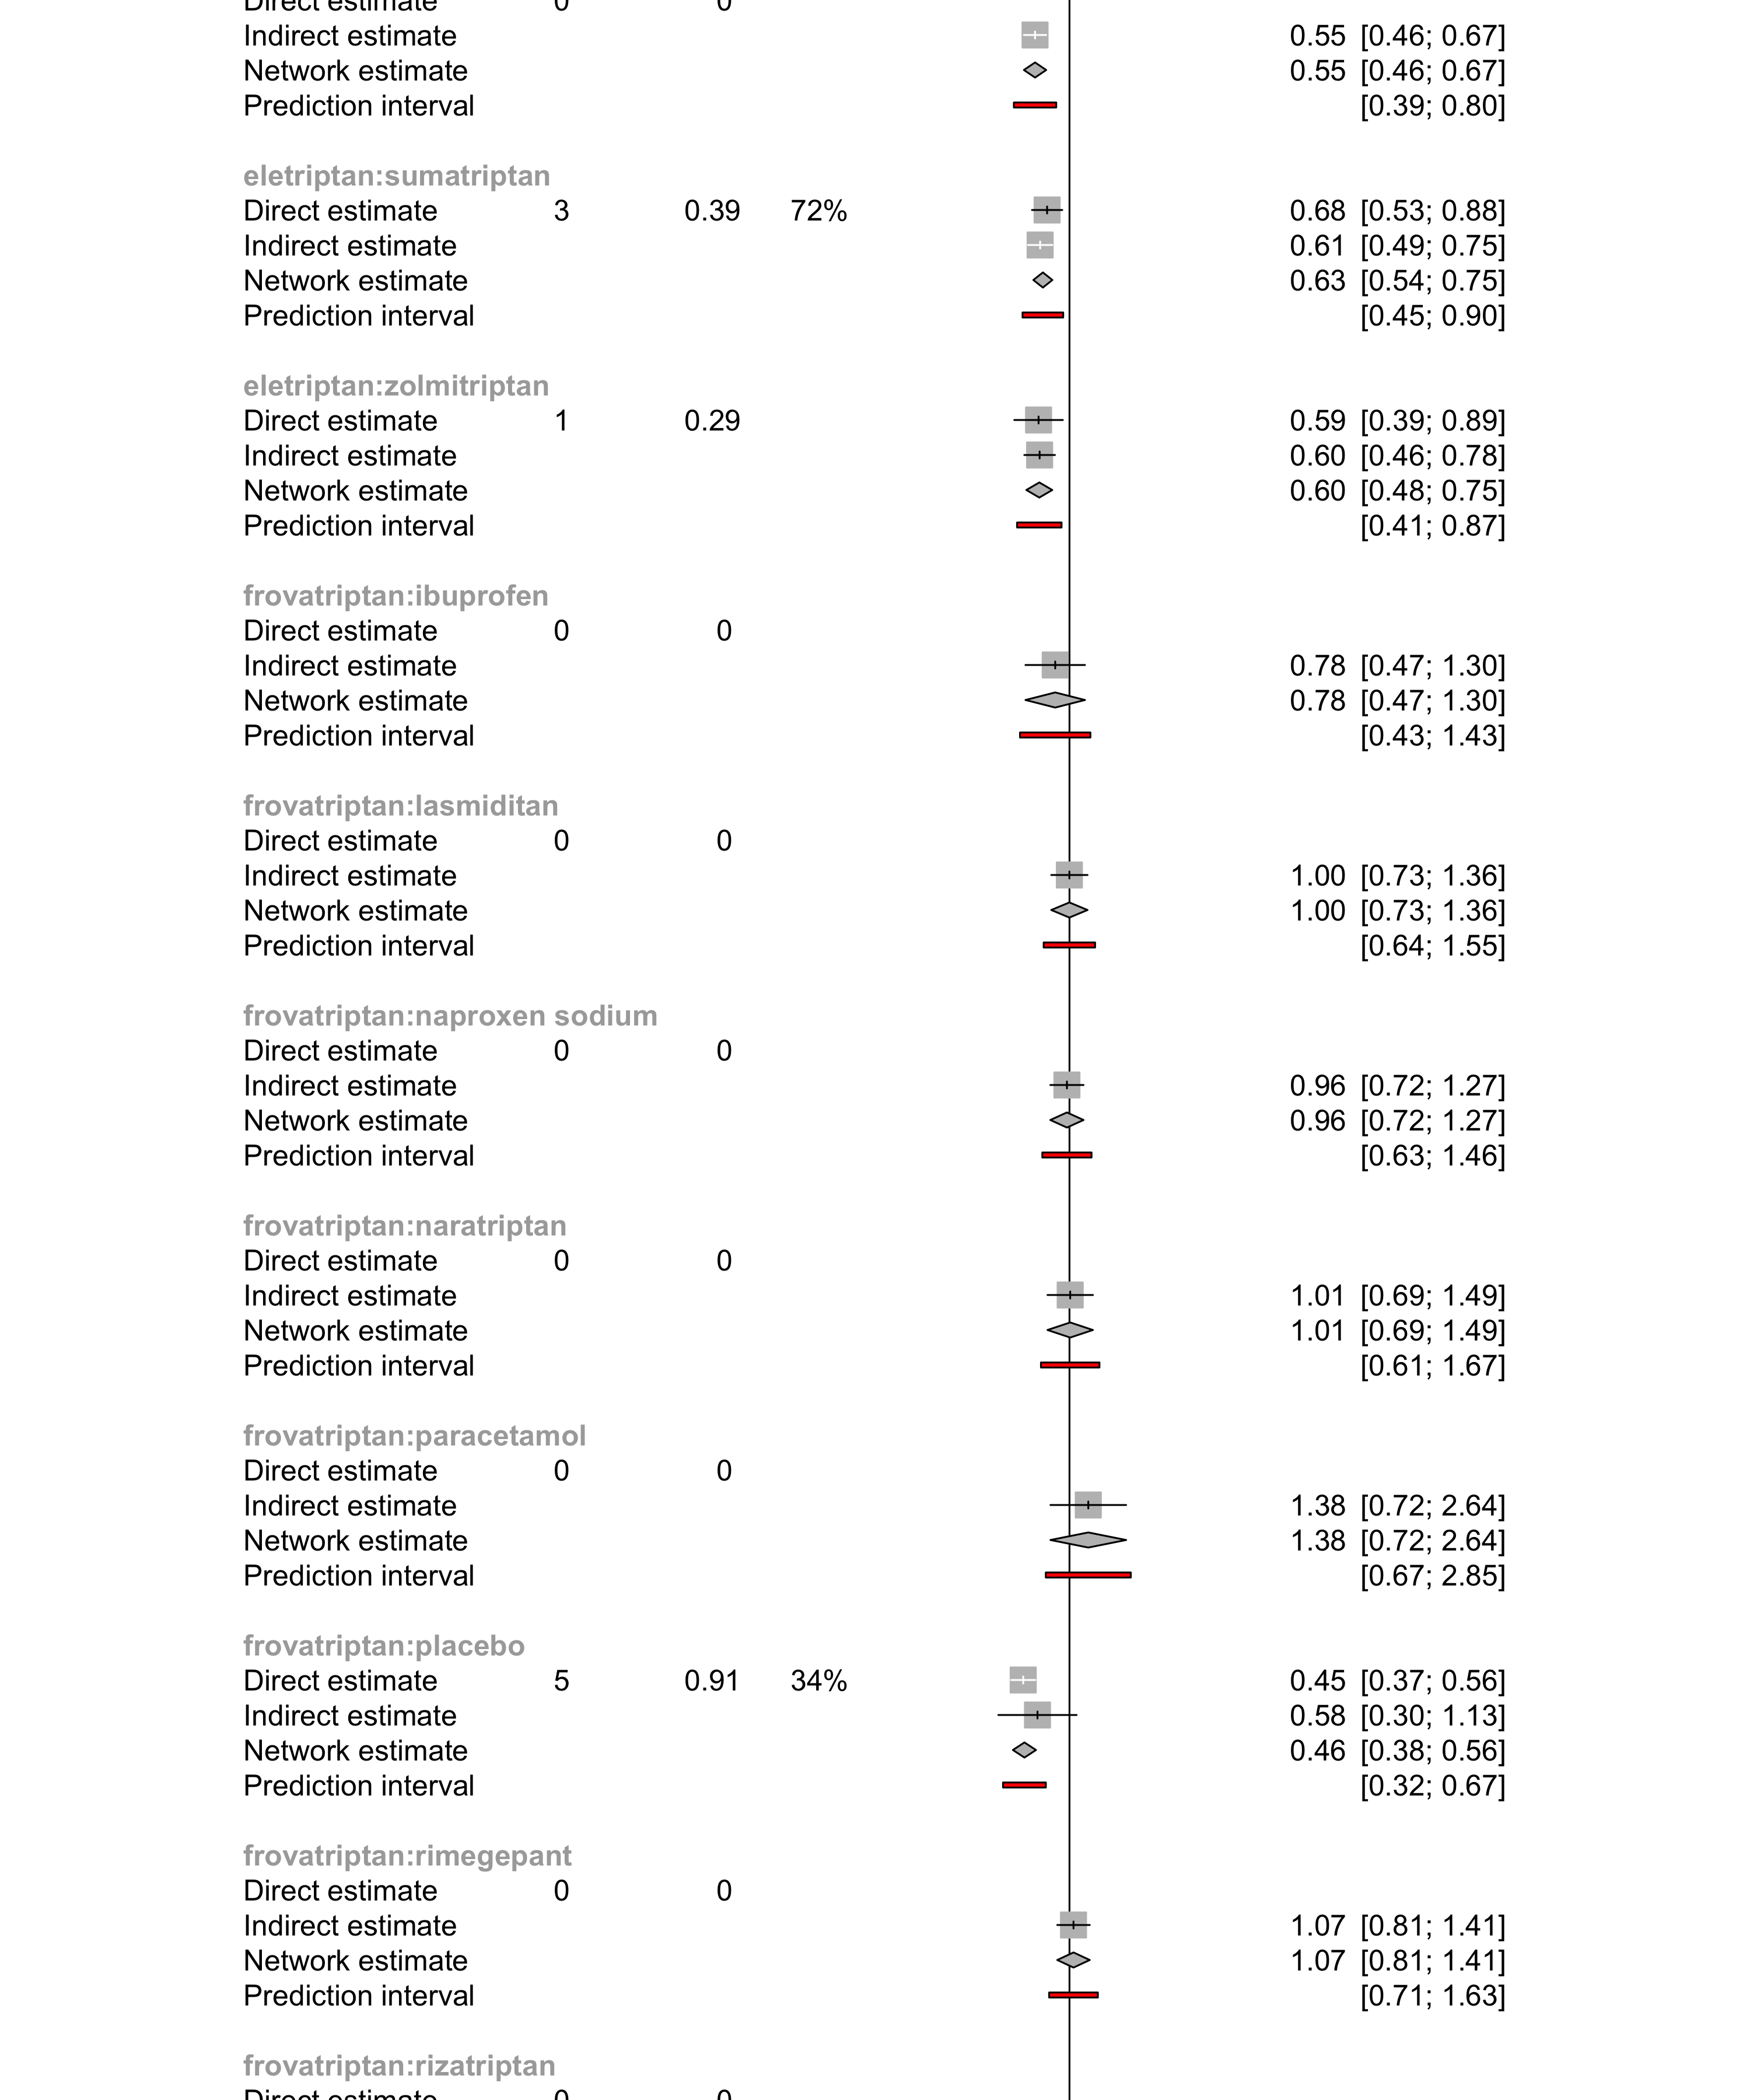 Direct estimate 0 0
Indirect estimate 0.55 [0.46; 0.67]
Network estimate 0.55 [0.46; 0.67]
Prediction interval [0.39; 0.80]
eletriptan:sumatriptan
Direct estimate 3 0.39 72% 0.68 [0.53; 0.88]
Indirect estimate 0.61 [0.49; 0.75]
Network estimate 0.63 [0.54; 0.75]
Prediction interval [0.45; 0.90]
eletriptan:zolmitriptan
Direct estimate 1 0.29 0.59 [0.39; 0.89]
Indirect estimate 0.60 [0.46; 0.78]
Network estimate 0.60 [0.48; 0.75]
Prediction interval [0.41; 0.87]
frovatriptan:ibuprofen
Direct estimate 0 0
Indirect estimate 0.78 [0.47; 1.30]
Network estimate 0.78 [0.47; 1.30]
Prediction interval [0.43; 1.43]
frovatriptan:lasmiditan
Direct estimate 0 0
Indirect estimate 1.00 [0.73; 1.36]
Network estimate 1.00 [0.73; 1.36]
Prediction interval [0.64; 1.55]
frovatriptan:naproxen sodium
Direct estimate 0 0
Indirect estimate 0.96 [0.72; 1.27]
Network estimate 0.96 [0.72; 1.27]
Prediction interval [0.63; 1.46]
frovatriptan:naratriptan
Direct estimate 0 0
Indirect estimate 1.01 [0.69; 1.49]
Network estimate 1.01 [0.69; 1.49]
Prediction interval [0.61; 1.67]
frovatriptan:paracetamol
Direct estimate 0 0
Indirect estimate 1.38 [0.72; 2.64]
Network estimate 1.38 [0.72; 2.64]
Prediction interval [0.67; 2.85]
frovatriptan:placebo
Direct estimate 5 0.91 34% 0.45 [0.37; 0.56]
Indirect estimate 0.58 [0.30; 1.13]
Network estimate 0.46 [0.38; 0.56]
Prediction interval [0.32; 0.67]
frovatriptan:rimegepant
Direct estimate 0 0
Indirect estimate 1.07 [0.81; 1.41]
Network estimate 1.07 [0.81; 1.41]
Prediction interval [0.71; 1.63]
frovatriptan:rizatriptan
Direct estimate 0 0